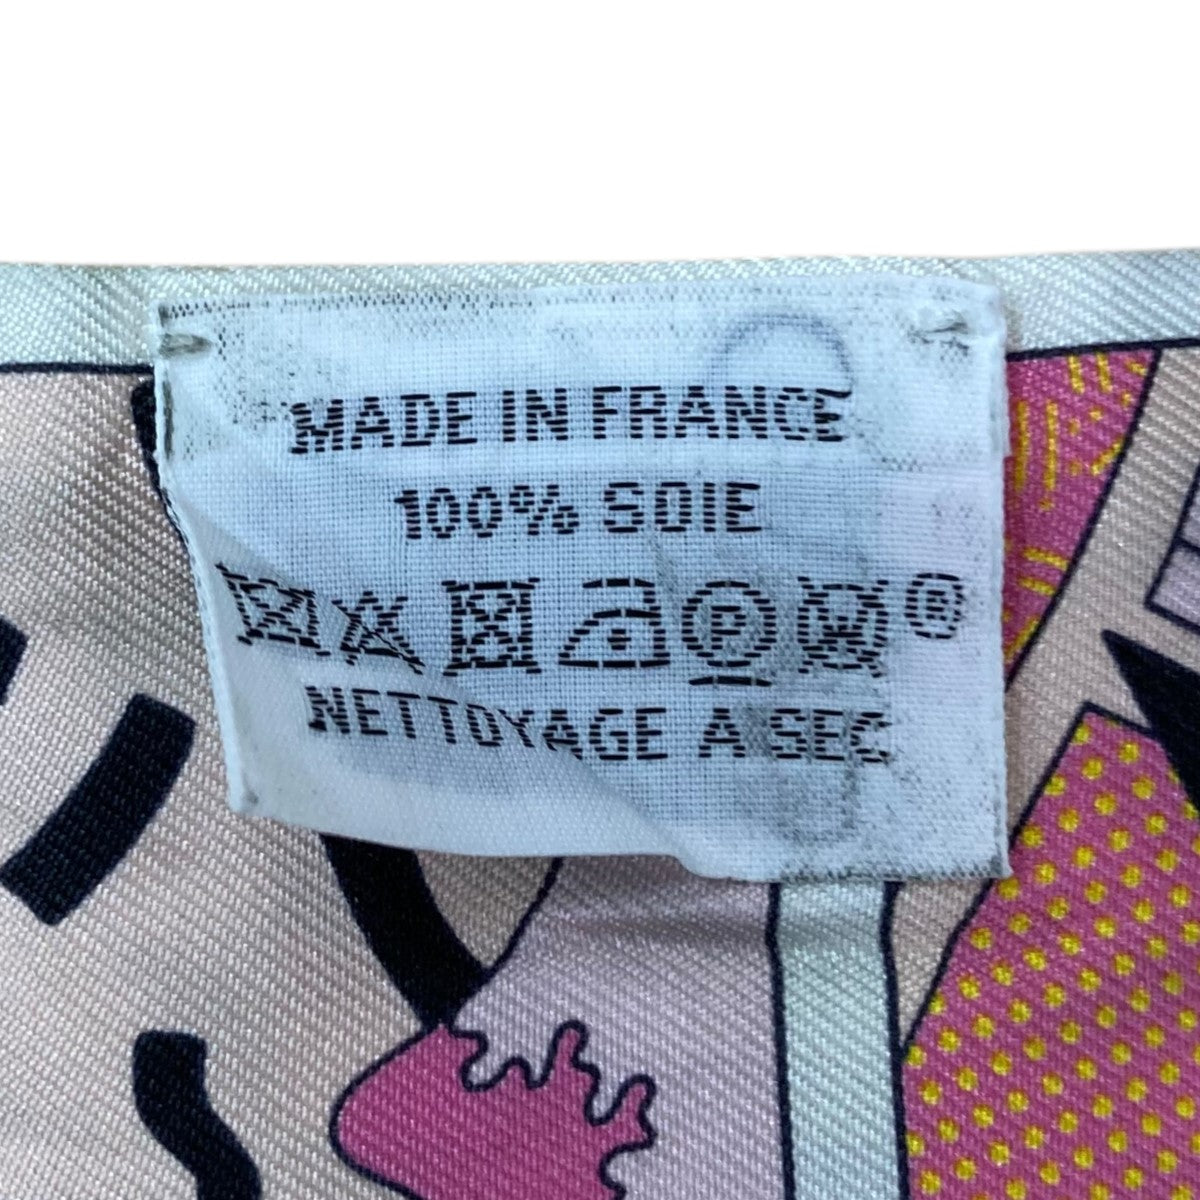 MADE IN FRANCE
100% SOIE
P W ®
NETTOYAGE A SEC